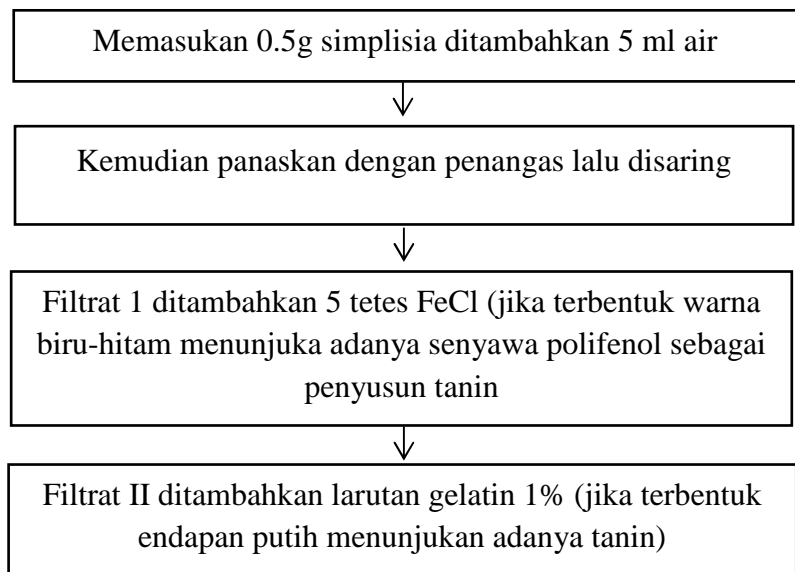 Memasukan 0.5g simplisia ditambahkan 5 ml air
Kemudian panaskan dengan penangas lalu disaring
Filtrat 1 ditambahkan 5 tetes FeCl (jika terbentuk warna
biru-hitam menunjuka adanya senyawa polifenol sebagai
penyusun tanin
Filtrat II ditambahkan larutan gelatin 1% (jika terbentuk
endapan putih menunjukan adanya tanin)